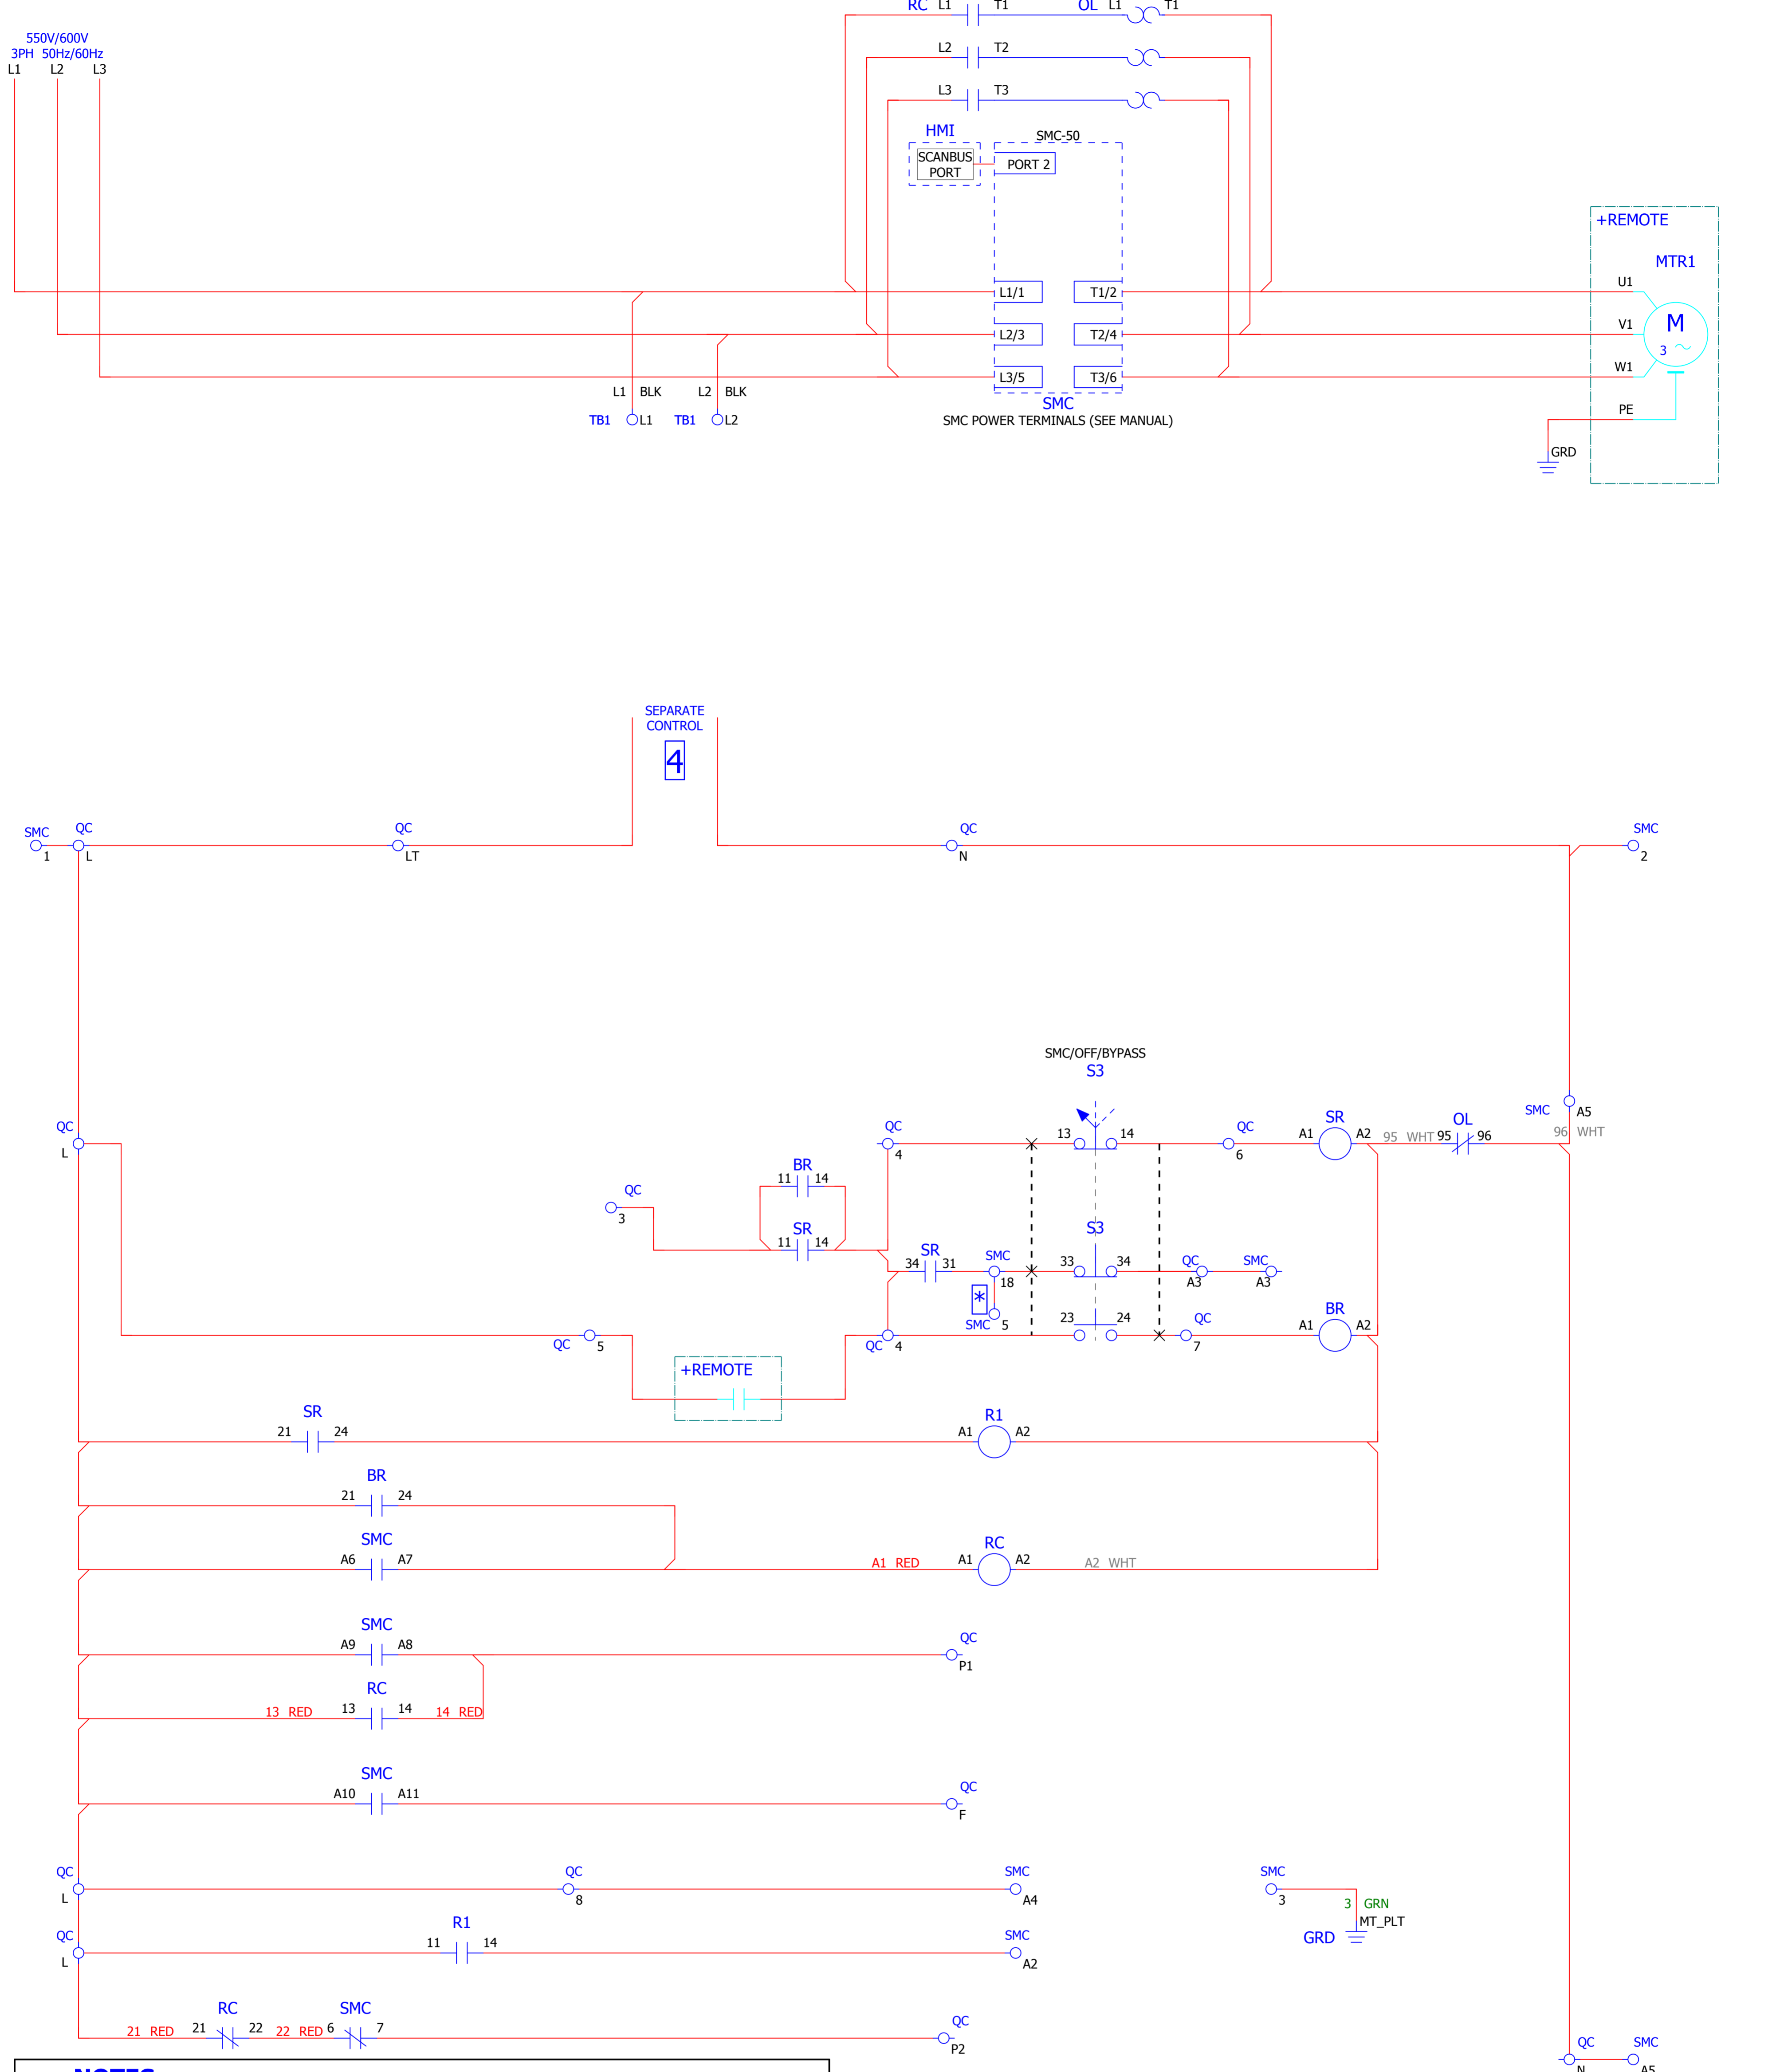 RC L1 T1 OL L1 T1
550V/600V
3PH 50Hz/60Hz
L1 L2 L3
L2 T2
L3 T3
HMI
SCANBUS
PORT
SMC-50
PORT 2
+REMOTE
MTR1
L1/1 T1/2 U1
L2/3 T2/4 V1
M
3
L3/5 T3/6 W1
L1 BLK L2 BLK
SMC
SMC POWER TERMINALS (SEE MANUAL)
TB1 L1 TB1 L2
PE
GRD
SEPARATE
CONTROL
4
SMC QC QC QC SMC
1 L LT N 2
SMC/OFF/BYPASS
S3
SMC A5
QC QC 13 14 QC SR OL
L 4 6 A1 A2 95 WHT 95 96 96 WHT
BR
11 14
QC
3
SR
11 14
S3
SR SMC QC SMC
34 31 18 33 34 A3 A3
*
SMC 5
23 24 QC BR
QC 5 QC 4 7 A1 A2
+REMOTE
SR R1
21 24 A1 A2
BR
21 24
SMC RC
A6 A7 A1 RED A1 A2 A2 WHT
SMC QC
A9 A8 P1
RC
13 RED 13 14 14 RED
SMC QC
A10 A11 F
QC QC SMC SMC
L 8 A4 3
3 GRN
MT_PLT
GRD
QC R1 SMC
L 11 14 A2
RC SMC QC
21 RED 21 22 22 RED 6 7 P2
QC SMC
N A5
NOTES